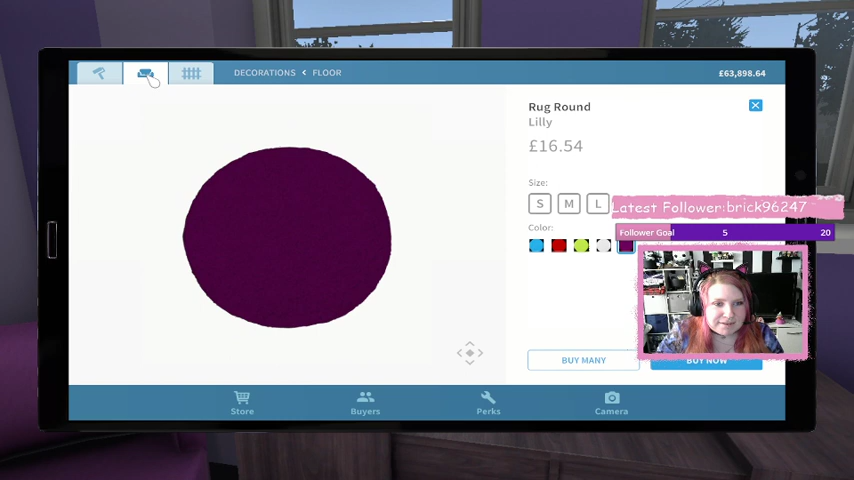 DECORATIONS < FLOOR
£63,898.64
Rug Round
Lilly
£16.54
Size:
S M L
Latest Follower:brick96247
Color:
Follower Goal 5 20
BUY MANY
BUY NOW
Store
Buyers
Perks
Camera